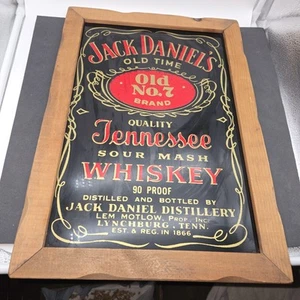 JACK DANIEL'S
OLD TIME
Old
No.7
BRAND
QUALITY
Tennessee
SOUR MASH
WHISKEY
90 PROOF
DISTILLED AND BOTTLED BY
JACK DANIEL DISTILLERY
LEM MOTLOW, PROP. INC.
LYNCHBURG, TENN.
EST. & REG. IN 1866